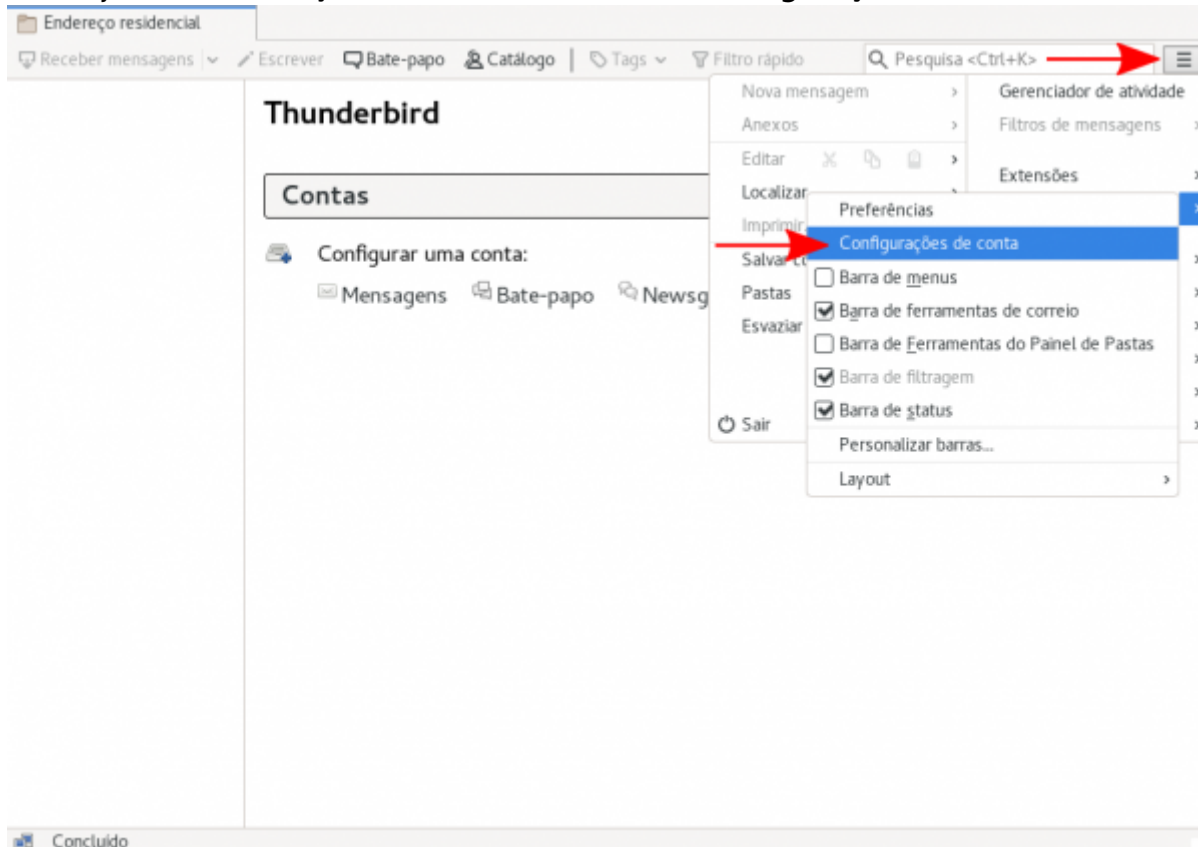 Endereço residencial
Receber mensagens Escrever Bate-papo Catálogo Tags Filtro rápido Pesquisa <Ctrl+K>
Thunderbird
Contas
Configurar uma conta:
Mensagens Bate-papo Newsg
Nova mensagem
Anexos
Editar
Localizar
Imprimir
Salvar
Pastas
Esvaziar
Sair
Gerenciador de atividade
Filtros de mensagens
Extensões
Preferências
Configurações de conta
Barra de menus
Barra de ferramentas de correio
Barra de Ferramentas do Painel de Pastas
Barra de filtragem
Barra de status
Personalizar barras...
Layout
Concluído